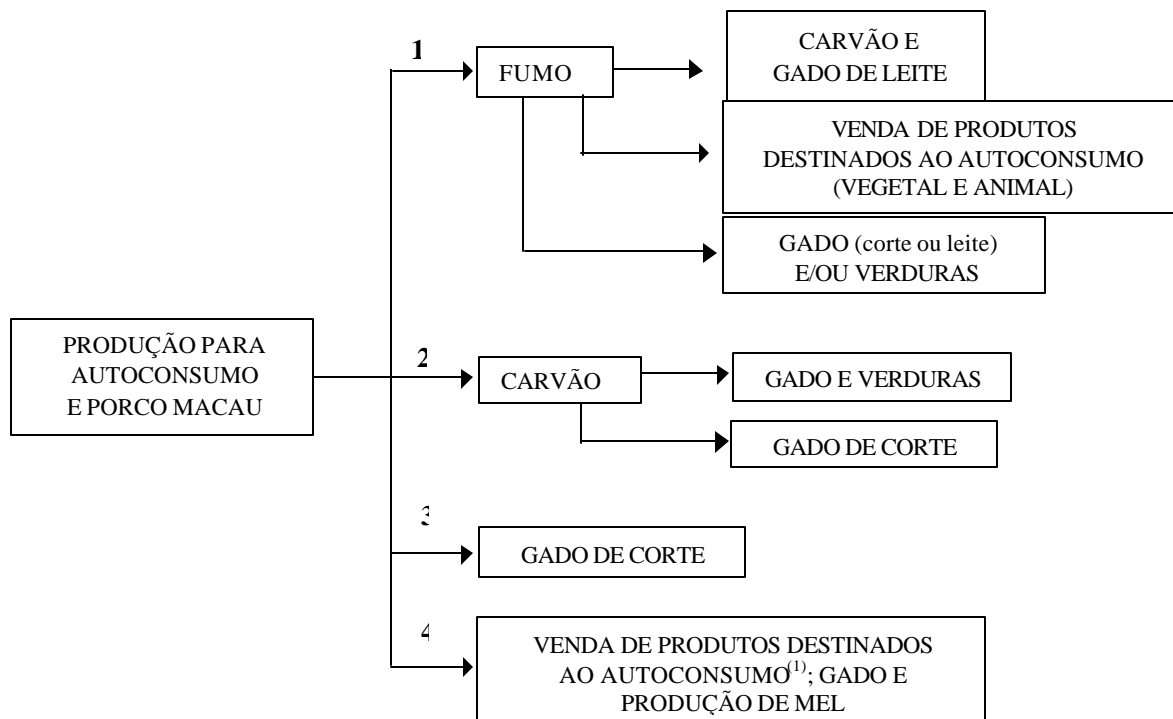 1
FUMO
CARVÃO E
GADO DE LEITE
VENDA DE PRODUTOS
DESTINADOS AO AUTOCONSUMO
(VEGETAL E ANIMAL)
GADO (corte ou leite)
E/OU VERDURAS
PRODUÇÃO PARA
AUTOCONSUMO
E PORCO MACAU
2
CARVÃO
GADO E VERDURAS
GADO DE CORTE
3
GADO DE CORTE
4
VENDA DE PRODUTOS DESTINADOS
AO AUTOCONSUMO(1); GADO E
PRODUÇÃO DE MEL